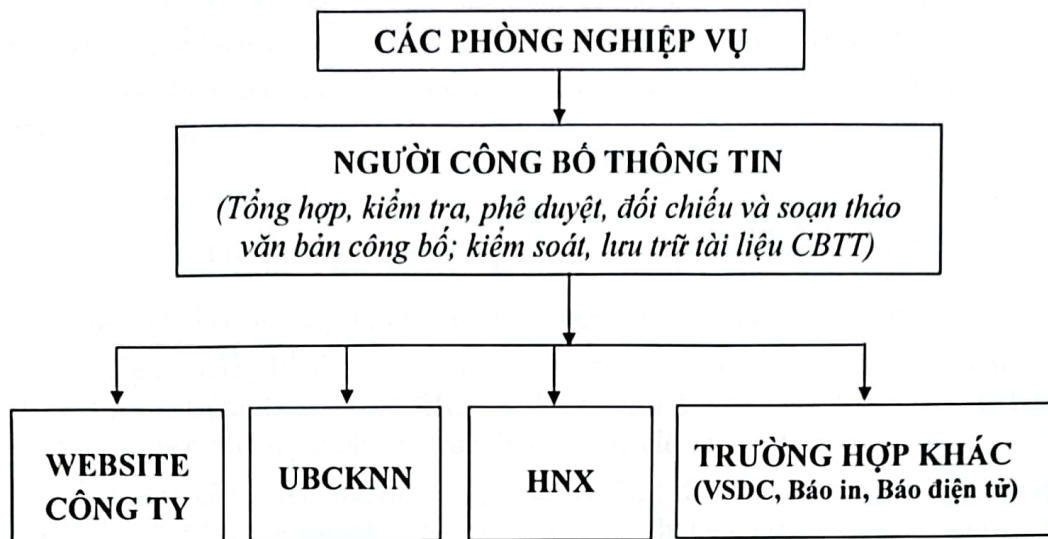 CÁC PHÒNG NGHIỆP VỤ
NGƯỜI CÔNG BỐ THÔNG TIN
(Tổng hợp, kiểm tra, phê duyệt, đối chiếu và soạn thảo
văn bản công bố; kiểm soát, lưu trữ tài liệu CBTT)
WEBSITE
CÔNG TY
UBCKNN
HNX
TRƯỜNG HỢP KHÁC
(VSDC, Báo in, Báo điện tử)